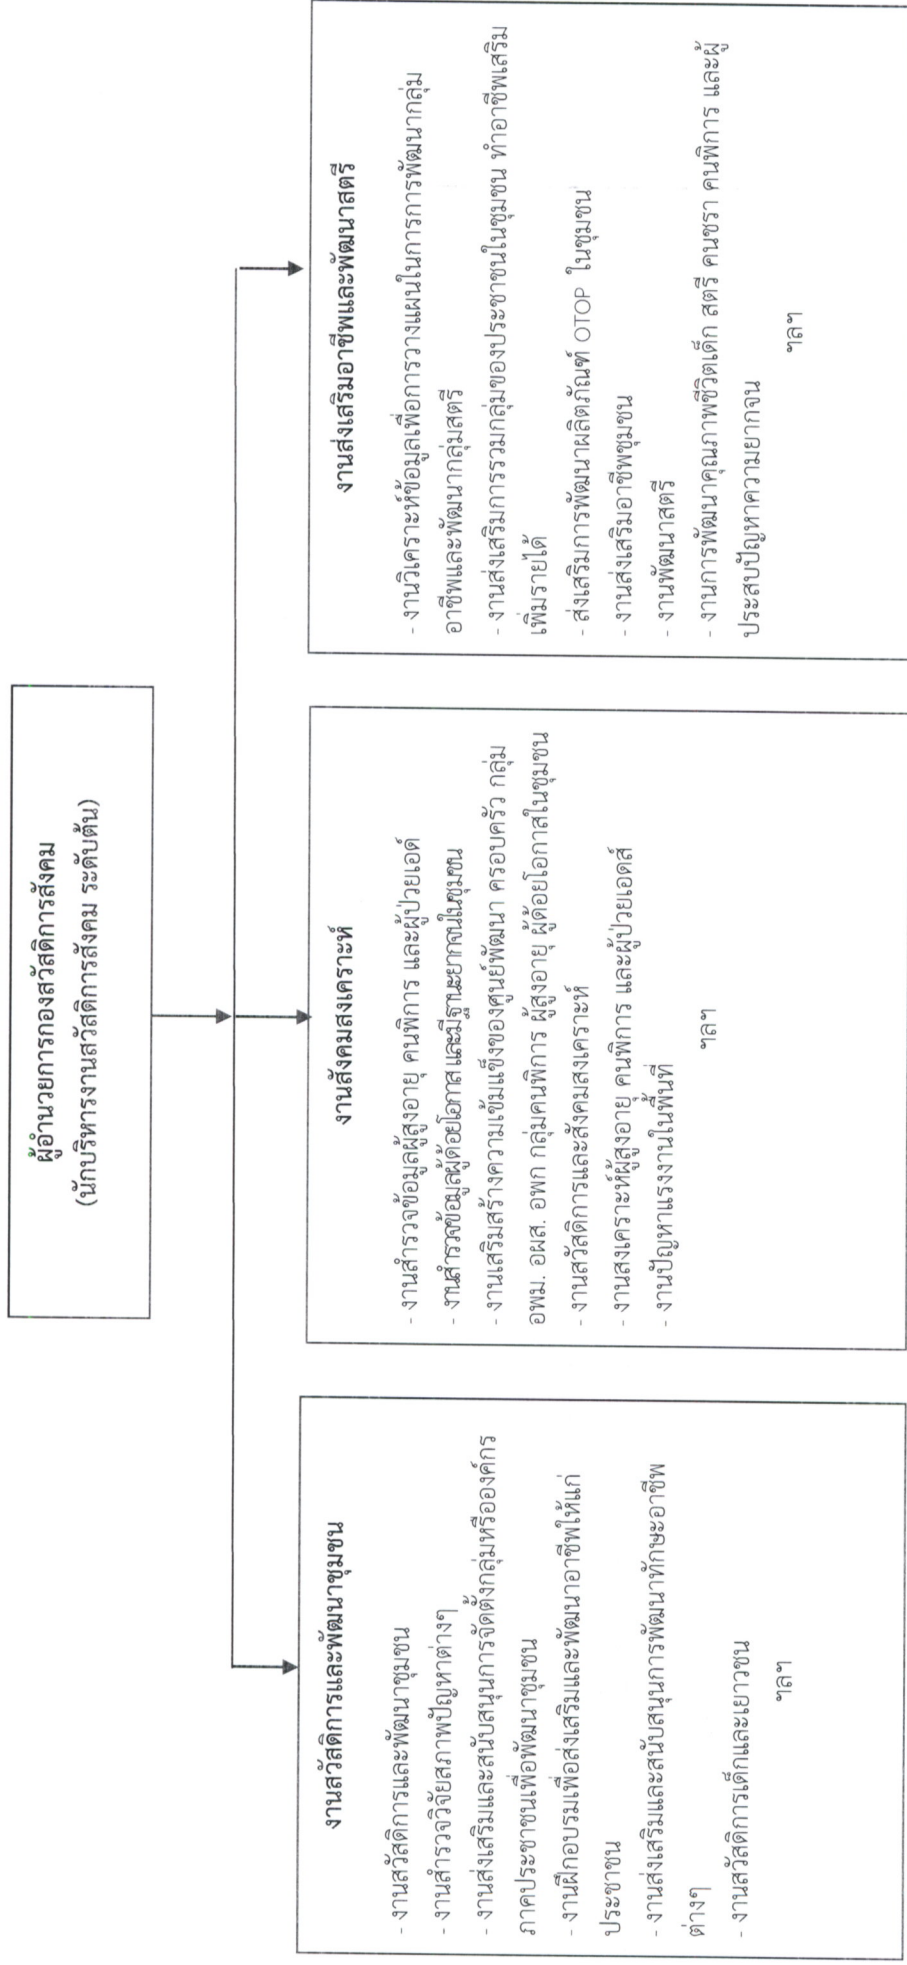 ผู้อำนวยการกองสวัสดิการสังคม
(นักบริหารงานสวัสดิการสังคม ระดับต้น)
งานสวัสดิการและพัฒนาชุมชน
- งานสวัสดิการและพัฒนาชุมชน
- งานสำรวจวิจัยสภาพปัญหาต่างๆ
- งานส่งเสริมและสนับสนุนการจัดตั้งกลุ่มหรือองค์กร
ภาคประชาชนเพื่อพัฒนาชุมชน
- งานฝึกอบรมเพื่อส่งเสริมและพัฒนาอาชีพให้แก่
ประชาชน
- งานส่งเสริมและสนับสนุนการพัฒนาทักษะอาชีพ
ต่างๆ
- งานสวัสดิการเด็กและเยาวชน
ฯลฯ
งานสังคมสงเคราะห์
- งานสำรวจข้อมูลผู้สูงอายุ คนพิการ และผู้ป่วยเอด์
- งานสำรวจข้อมูลผู้ด้อยโอกาส และมีฐานะยากจนในชุมชน
- งานเสริมสร้างความเข้มแข็งของศูนย์พัฒนา ครอบครัว กลุ่ม
อพม. อผส. อพก กลุ่มคนพิการ ผู้สูงอายุ ผู้ด้อยโอกาสในชุมชน
- งานสวัสดิการและสังคมสงเคราะห์
- งานสงเคราะห์ผู้สูงอายุ คนพิการ และผู้ป่วยเอดส์
- งานปัญหาแรงงานในพื้นที่
ฯลฯ
งานส่งเสริมอาชีพและพัฒนาสตรี
- งานวิเคราะห์ข้อมูลเพื่อการวางแผนในการการพัฒนากลุ่ม
อาชีพและพัฒนากลุ่มสตรี
- งานส่งเสริมการรวมกลุ่มของประชาชนในชุมชน ทำอาชีพเสริม
เพิ่มรายได้
- ส่งเสริมการพัฒนาผลิตภัณฑ์ OTOP ในชุมชน
- งานส่งเสริมอาชีพชุมชน
- งานพัฒนาสตรี
- งานการพัฒนาคุณภาพชีวิตเด็ก สตรี คนชรา คนพิการ และผู้
ประสบปัญหาความยากจน
ฯลฯ